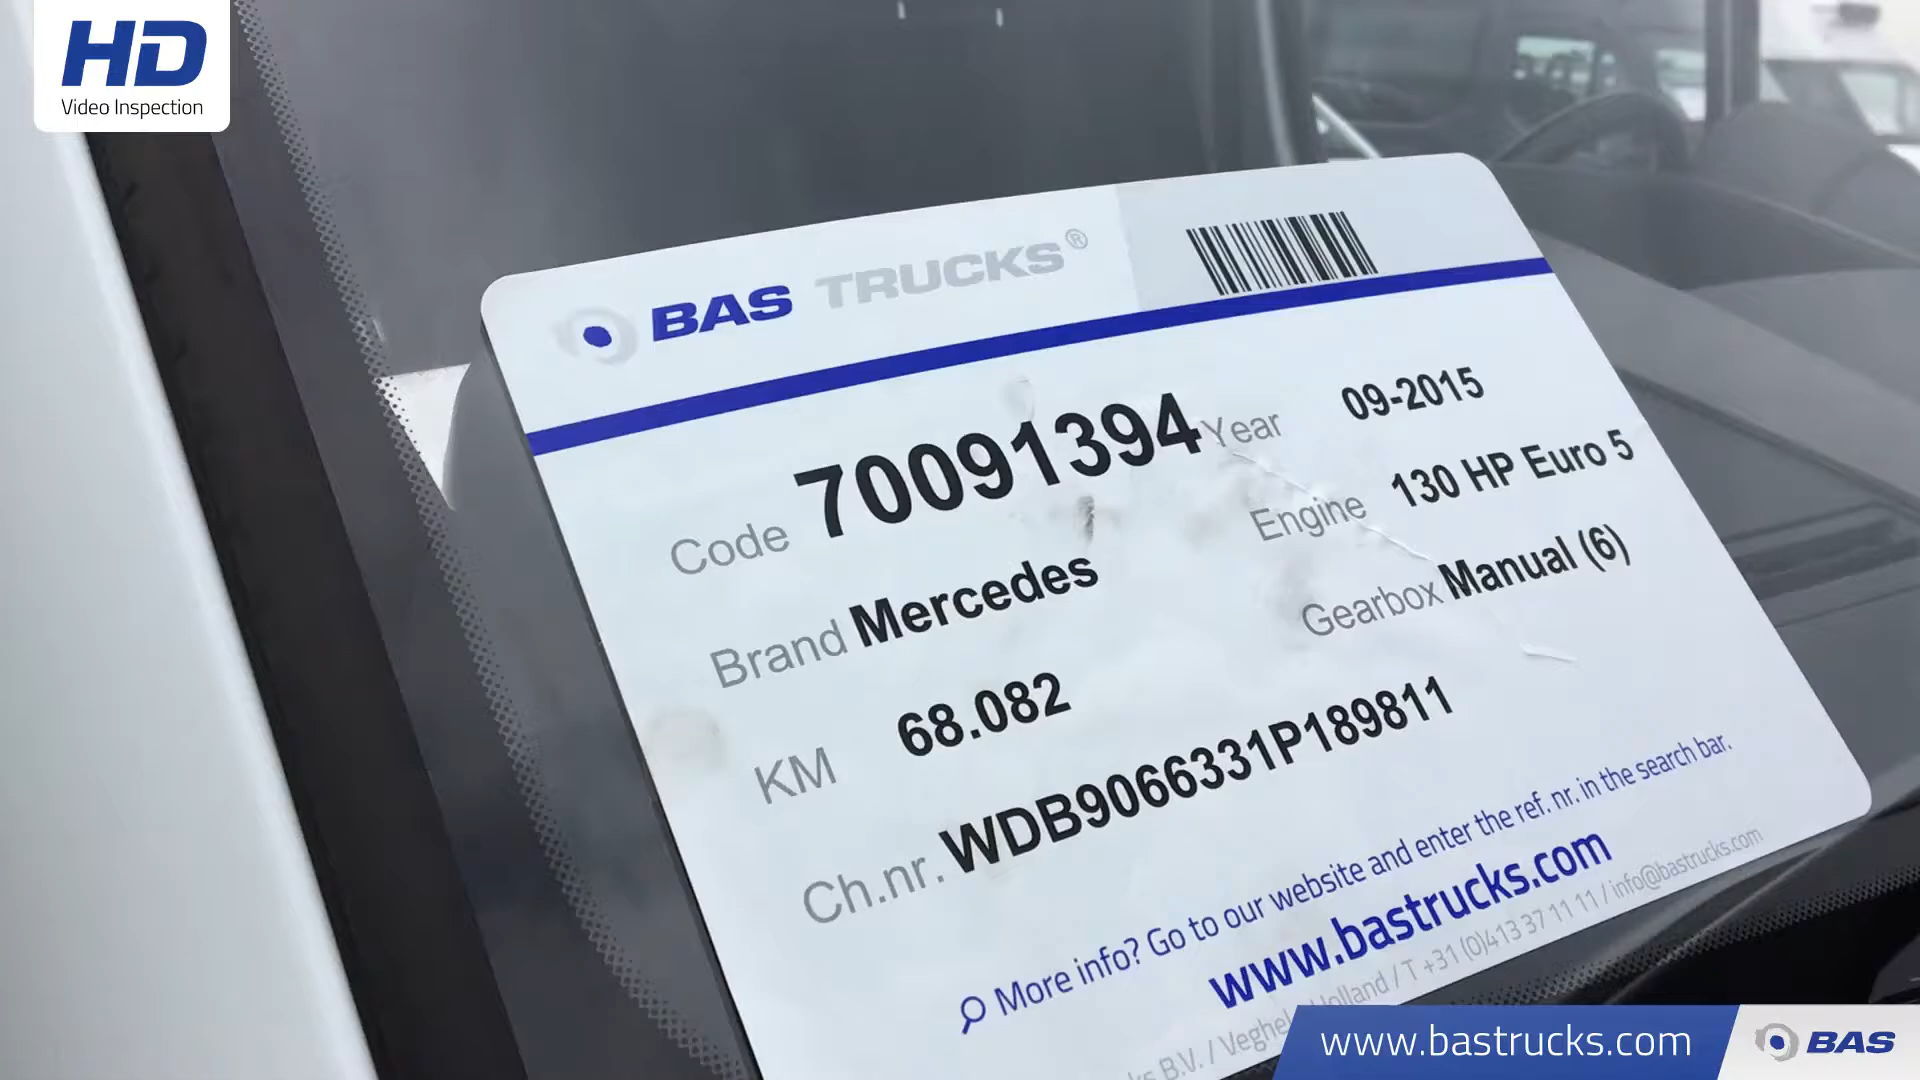 HD
Video Inspection
BAS TRUCKS®
Code 70091394
Year 09-2015
Brand Mercedes
Engine 130 HP Euro 5
KM 68.082
Gearbox Manual (6)
Ch.nr. WDB9066331P189811
More info? Go to our website and enter the ref. nr. in the search bar.
www.bastrucks.com
B.V. / Veghel Holland / T +31 (0)413 37 11 11 / info@bastrucks.com
www.bastrucks.com
BAS